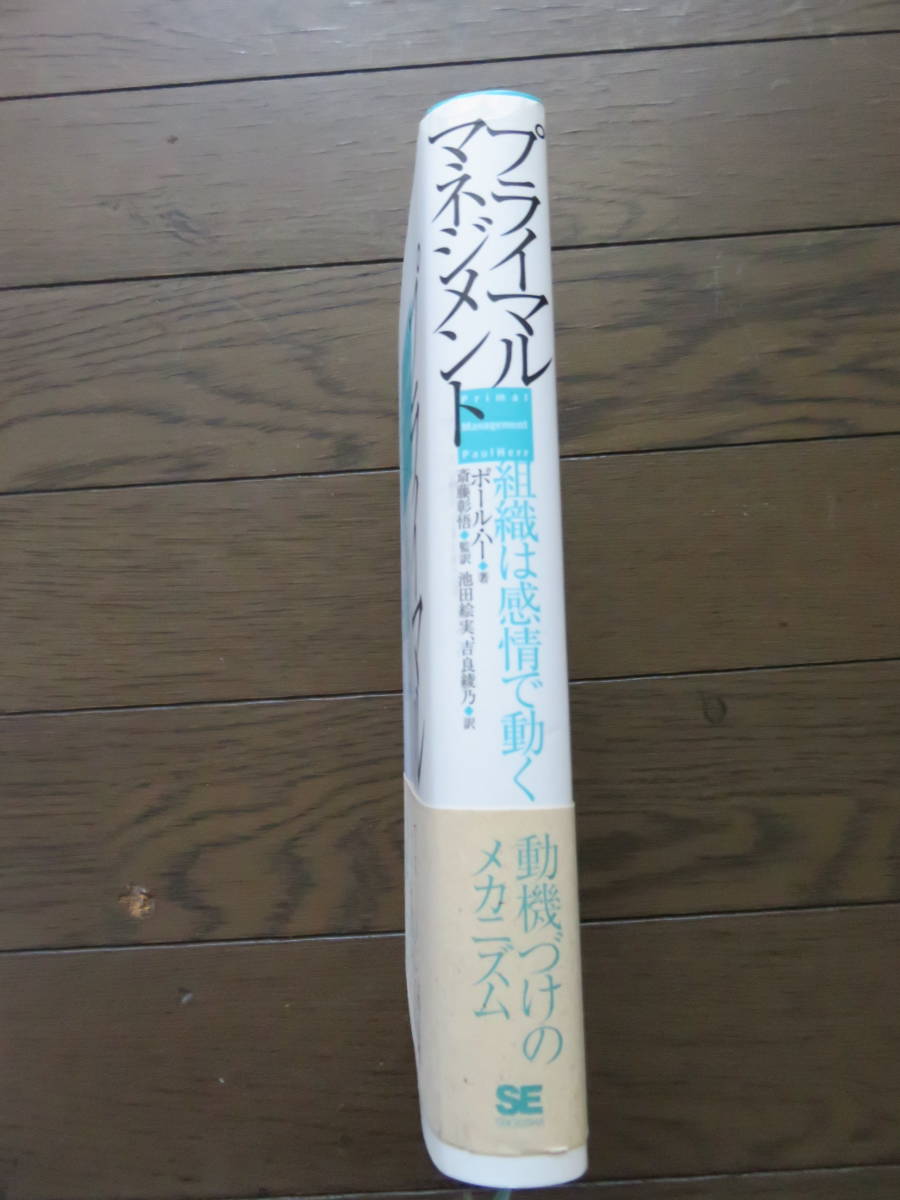 プライマル
マネジメント
Primal
Management
Paul Herr
組織は感情で動く
ポール・ハー◆著
斎藤彰悟◆監訳 池田絵実、吉良綾乃◆訳
動機づけの
メカニズム
SE
SHOEISHA